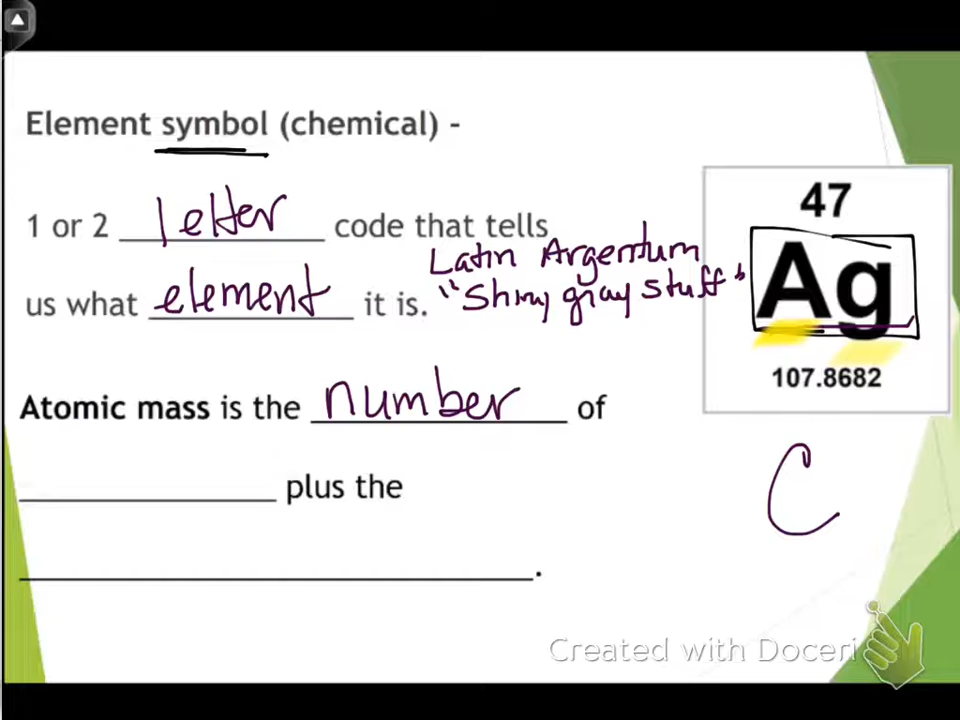 Element symbol (chemical) -
1 or 2 letter code that tells
us what element it is.
Latin Argentum
"Shiny gray stuff"
47
Ag
107.8682
Atomic mass is the number of
plus the
.
C
Created with Doceri